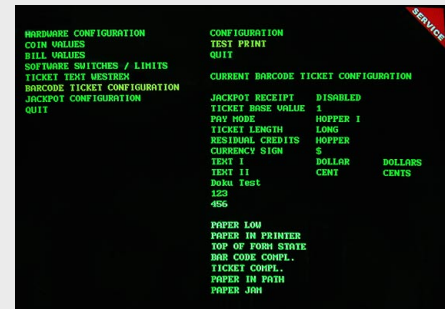 SERVICE
HARDWARE CONFIGURATION
COIN VALUES
BILL VALUES
SOFTWARE SWITCHES / LIMITS
TICKET TEXT WESTREX
BARCODE TICKET CONFIGURATION
JACKPOT CONFIGURATION
QUIT
CONFIGURATION
TEST PRINT
QUIT
CURRENT BARCODE TICKET CONFIGURATION
JACKPOT RECEIPT DISABLED
TICKET BASE VALUE 1
PAY MODE HOPPER I
TICKET LENGTH LONG
RESIDUAL CREDITS HOPPER
CURRENCY SIGN $
TEXT I DOLLAR DOLLARS
TEXT II CENT CENTS
Doku Test
123
456
PAPER LOW
PAPER IN PRINTER
TOP OF FORM STATE
BAR CODE COMPL.
TICKET COMPL.
PAPER IN PATH
PAPER JAM